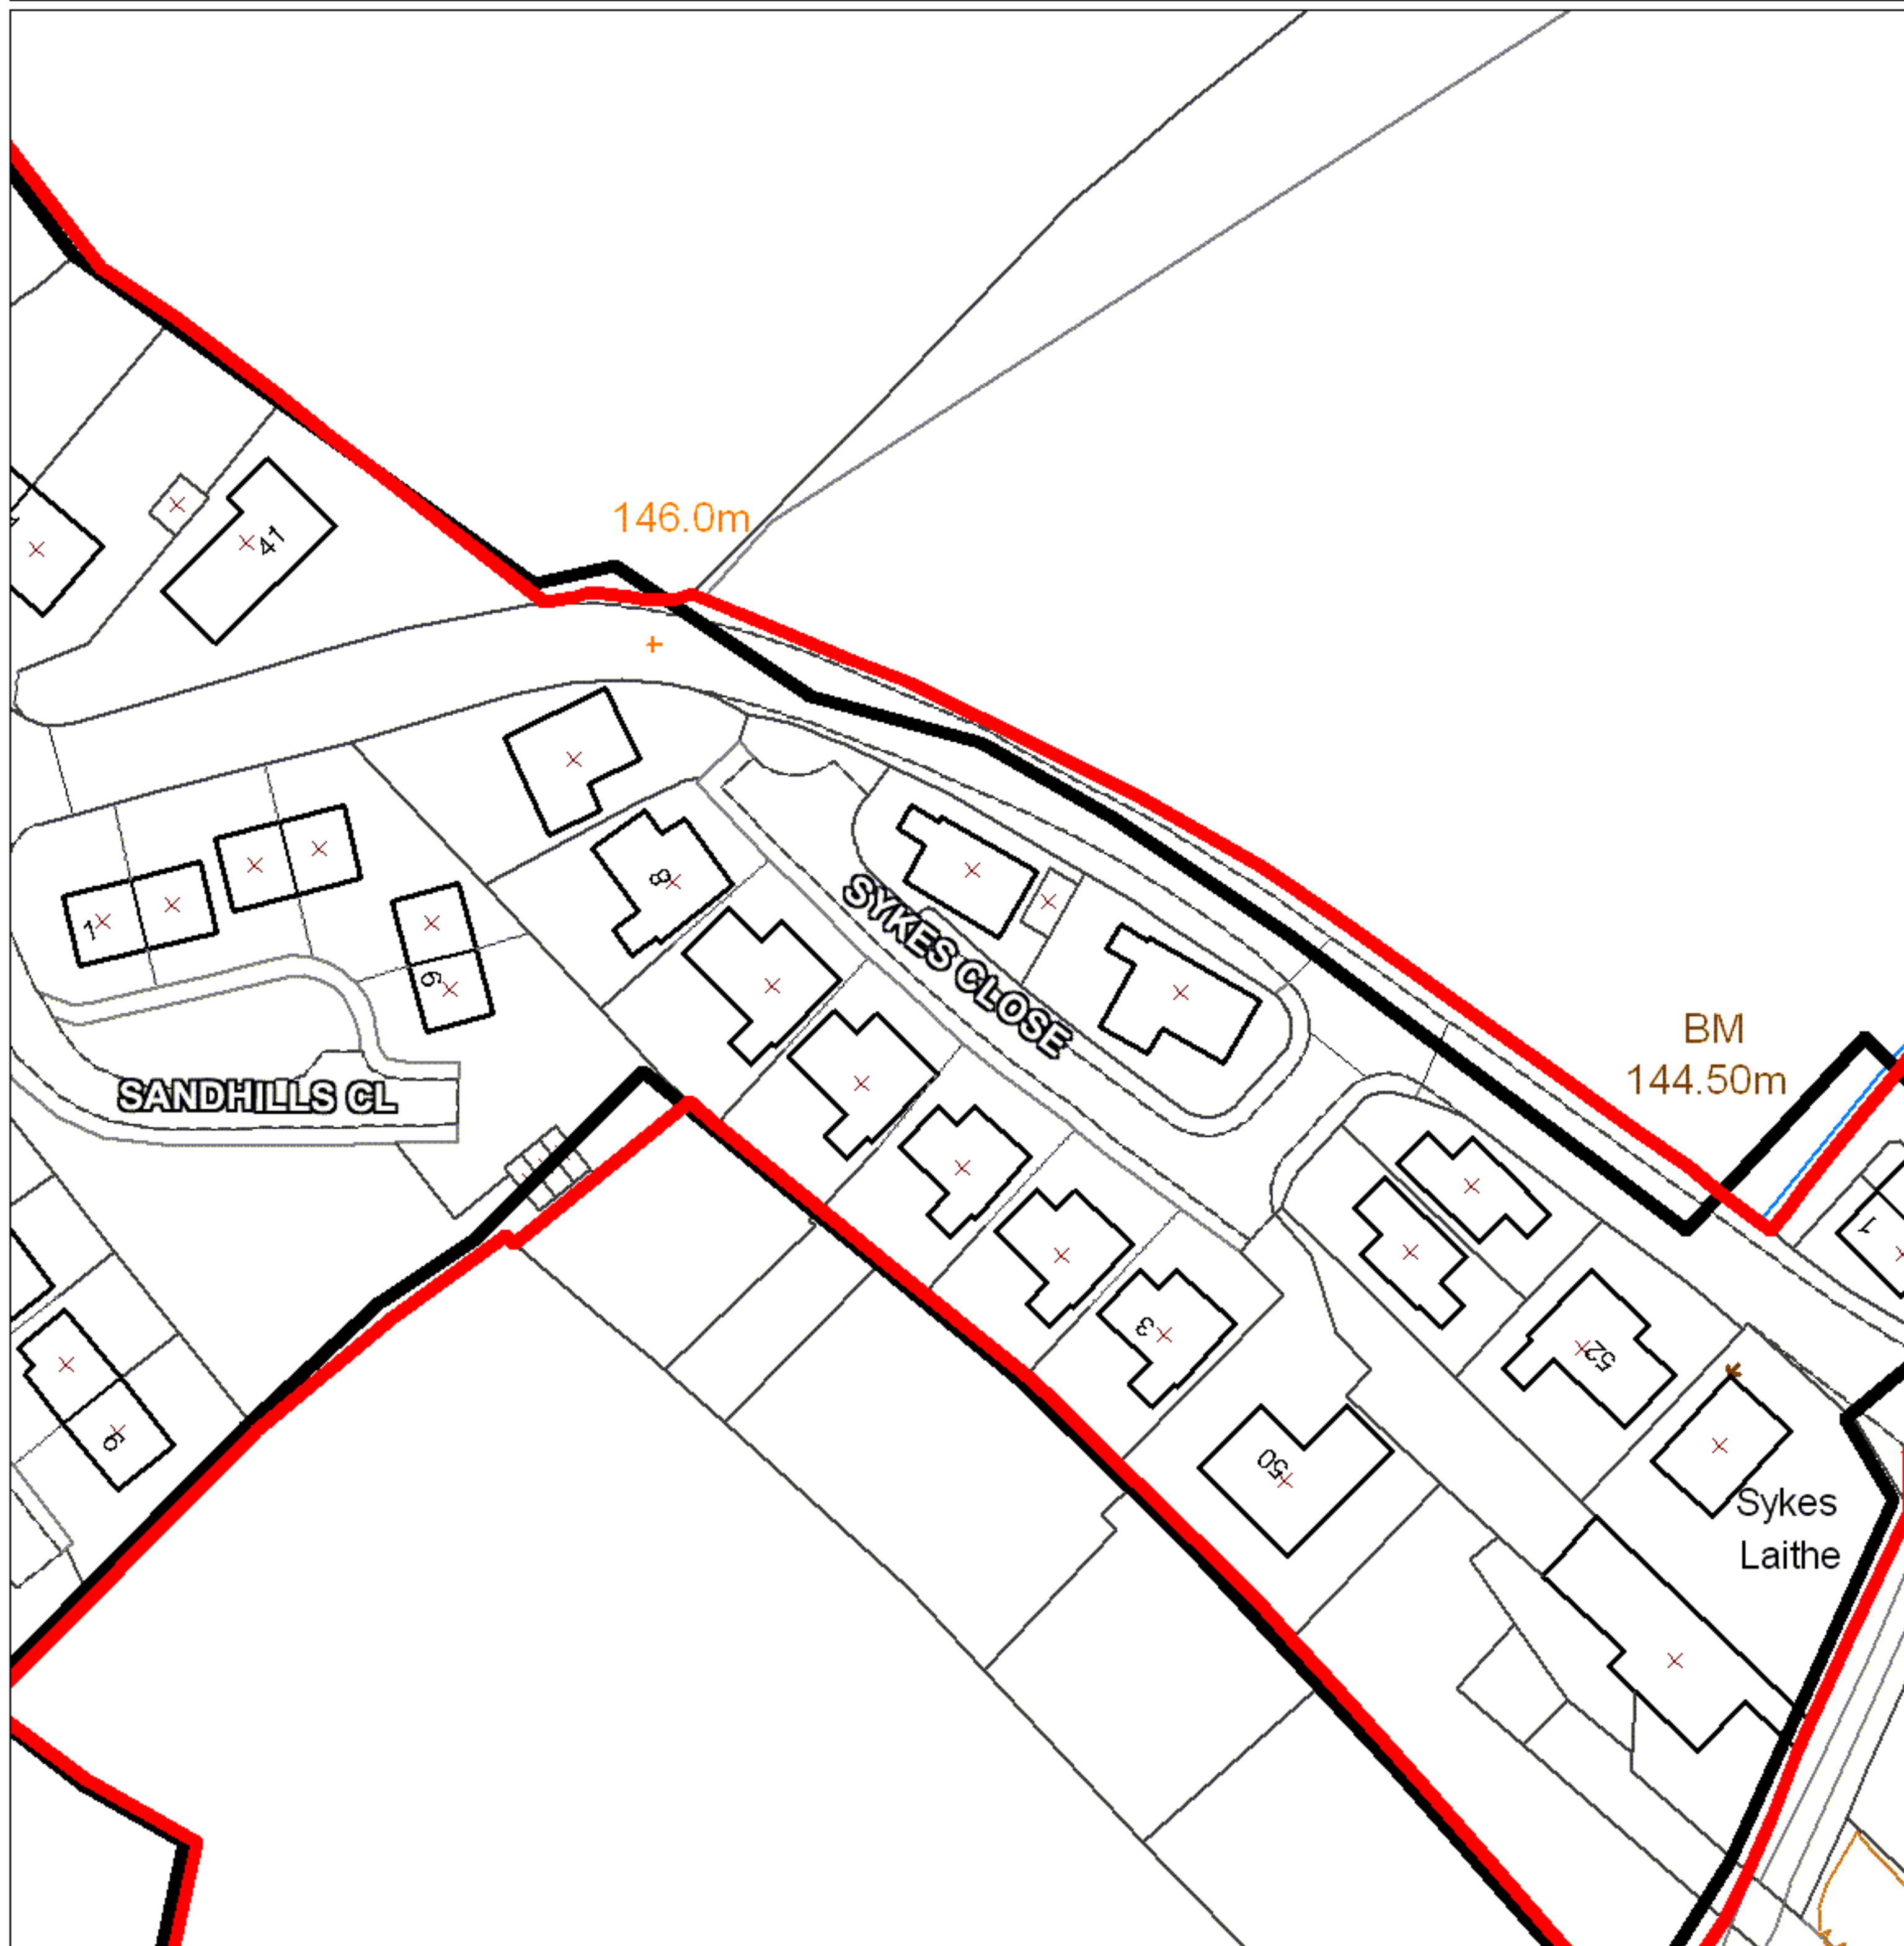 146.0m
41
8
SYKES CLOSE
1
6
BM
144.50m
SANDHILLS CL
1
3
52
5
50
Sykes
Laithe